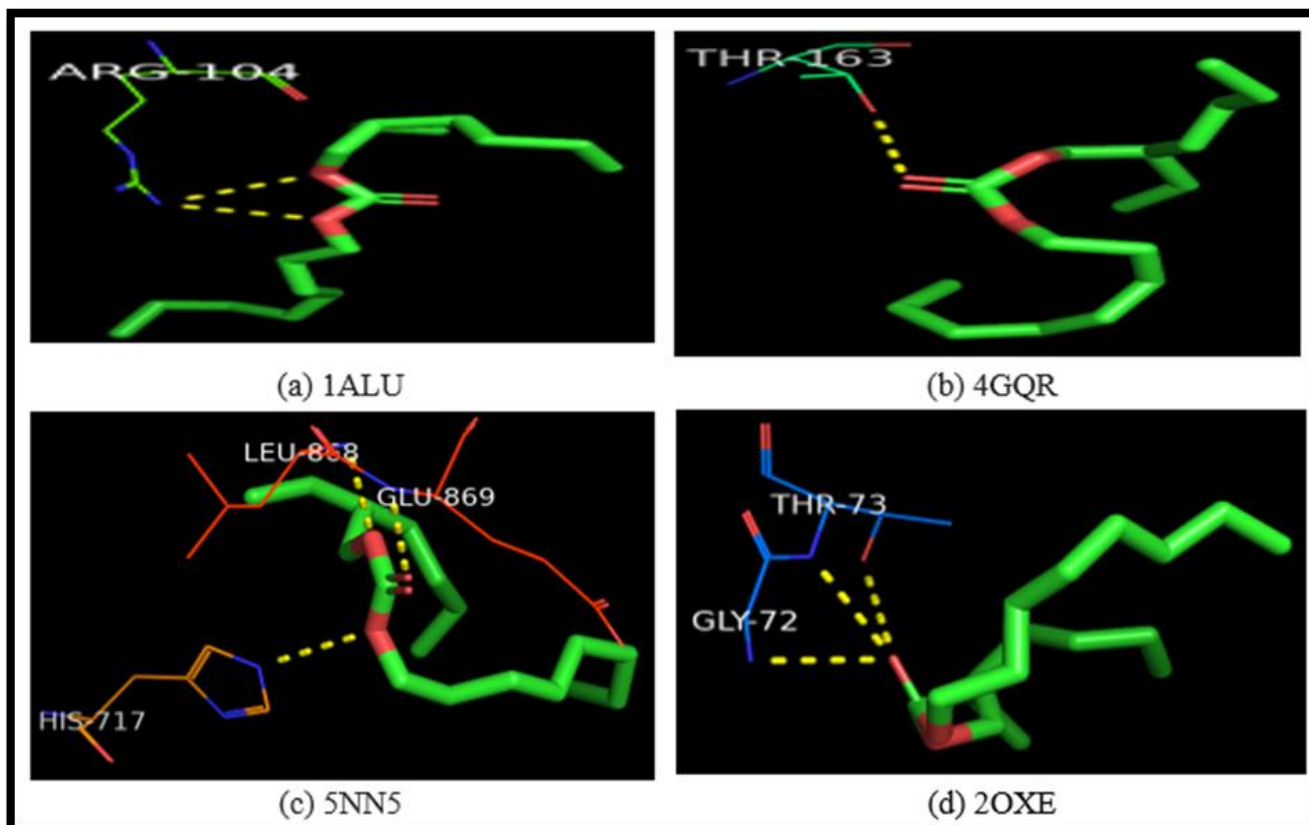 ARG-104
THR-163
(a) 1ALU
(b) 4GQR
LEU-868
GLU-869
HIS-717
THR-73
GLY-72
(c) 5NN5
(d) 2OXE